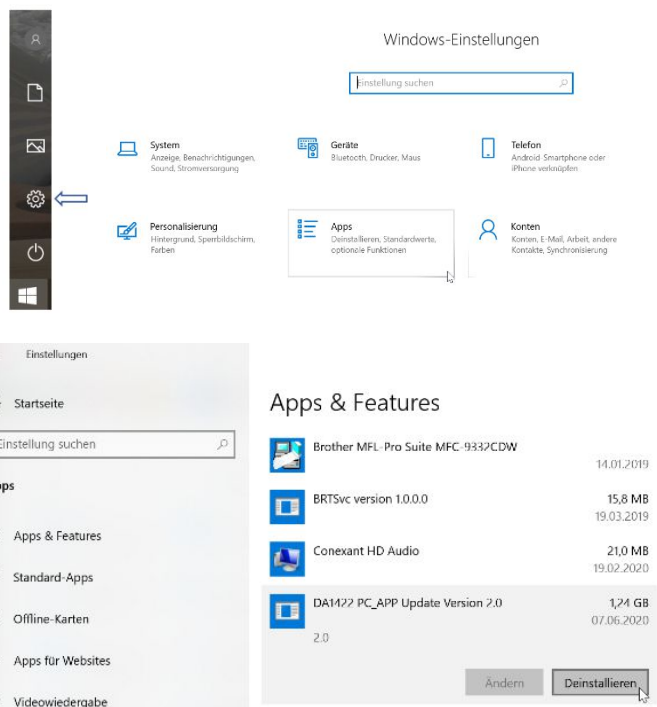 Windows-Einstellungen
Einstellung suchen
System
Anzeige, Benachrichtigungen,
Sound, Stromversorgung
Geräte
Bluetooth, Drucker, Maus
Telefon
Android-Smartphone oder
iPhone verknüpfen
Personalisierung
Hintergrund, Sperrbildschirm,
Farben
Apps
Deinstallieren, Standardwerte,
optionale Funktionen
Konten
Konten, E-Mail, Arbeit, andere
Kontakte, Synchronisierung
Einstellungen
Startseite
Einstellung suchen
pps
Apps & Features
Standard-Apps
Offline-Karten
Apps für Websites
Videowiedergabe
Apps & Features
Brother MFL-Pro Suite MFC-9332CDW
14.01.2019
BRTSvc version 1.0.0.0 15,8 MB
19.03.2019
Conexant HD Audio 21,0 MB
19.02.2020
DA1422 PC_APP Update Version 2.0 1,24 GB
07.06.2020
2.0
Ändern Deinstallieren